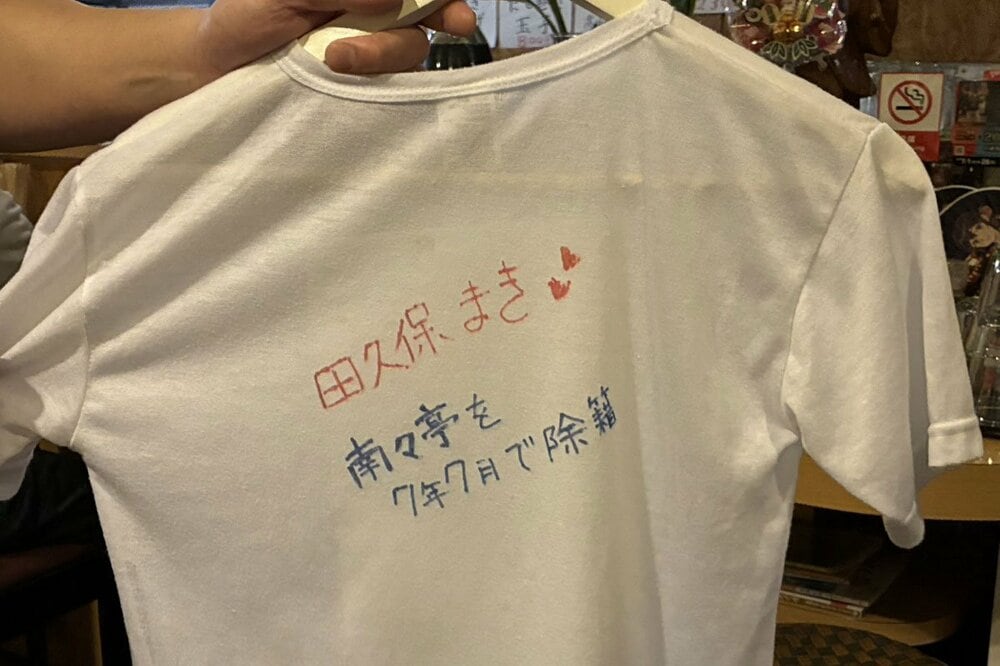 田久保まき
南々亭を
7年7月で除籍